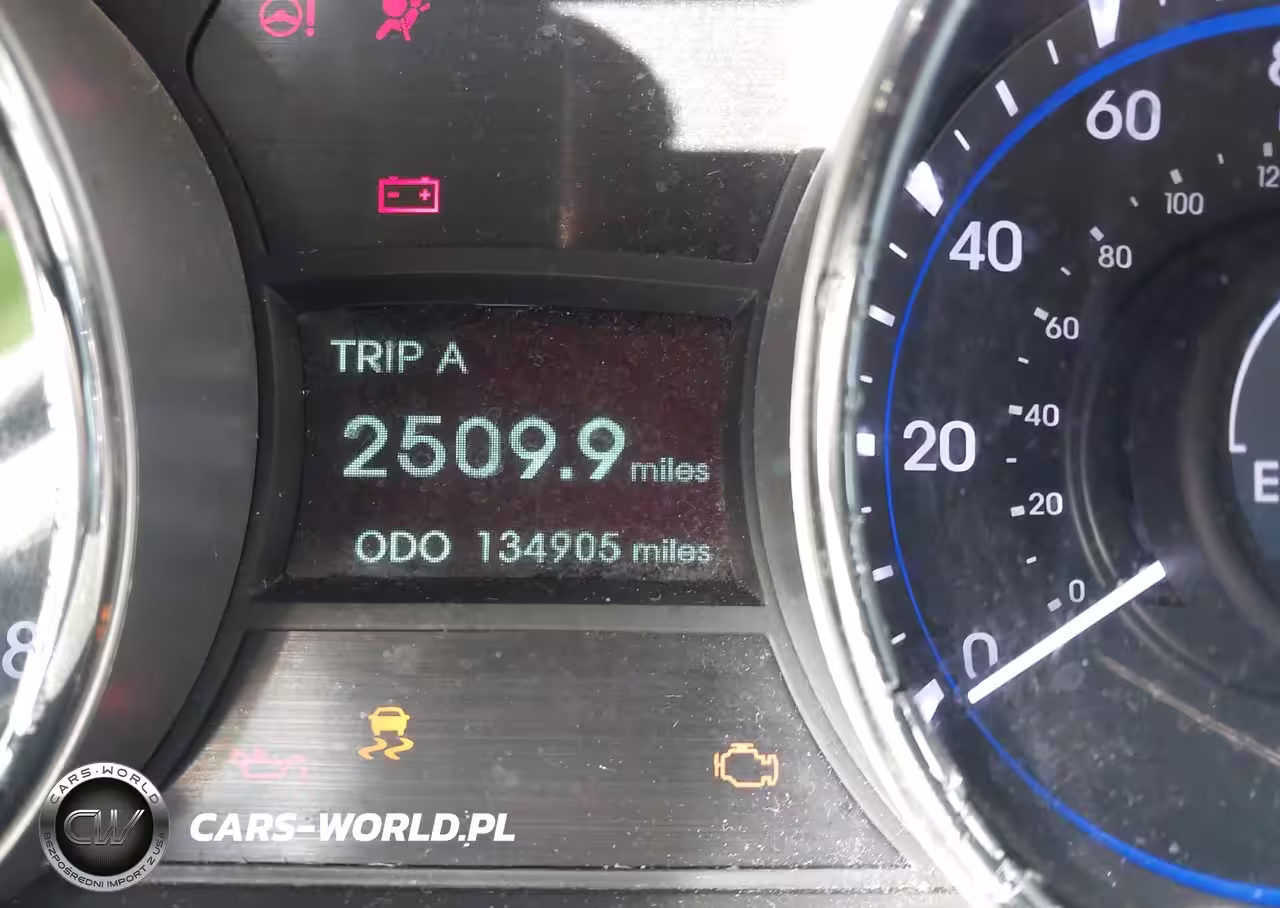 TRIP A
2509.9 miles
ODO 134905 miles
60
40
20
0
100
80
60
40
20
0
E
8
CARS-WORLD
CW
BEZPOŚREDNI IMPORT Z USA
CARS-WORLD.PL